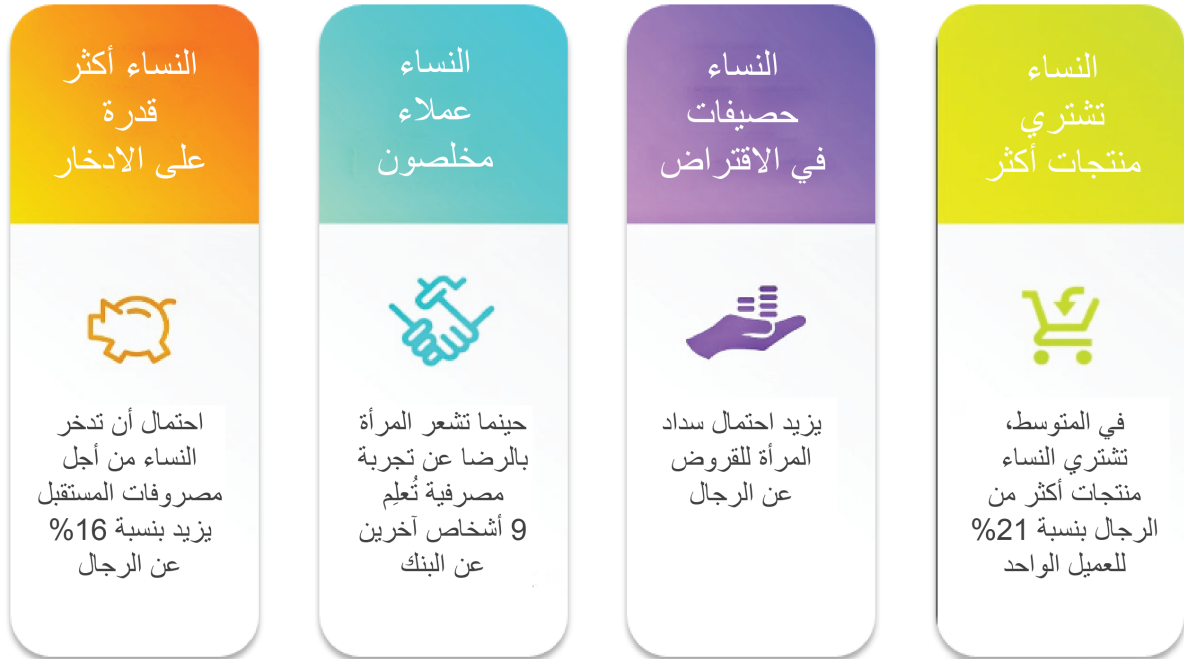 النساء
تشتري
منتجات أكثر
في المتوسط،
تشتري النساء
منتجات أكثر من
الرجال بنسبة 21%
للعميل الواحد
النساء
حصيفات
في الاقتراض
يزيد احتمال سداد
المرأة للقروض
عن الرجال
النساء
عملاء
مخلصون
حينما تشعر المرأة
بالرضا عن تجربة
مصرفية تُعلِم
9 أشخاص آخرين
عن البنك
النساء أكثر
قدرة
على الادخار
احتمال أن تدخر
النساء من أجل
مصروفات المستقبل
يزيد بنسبة 16%
عن الرجال